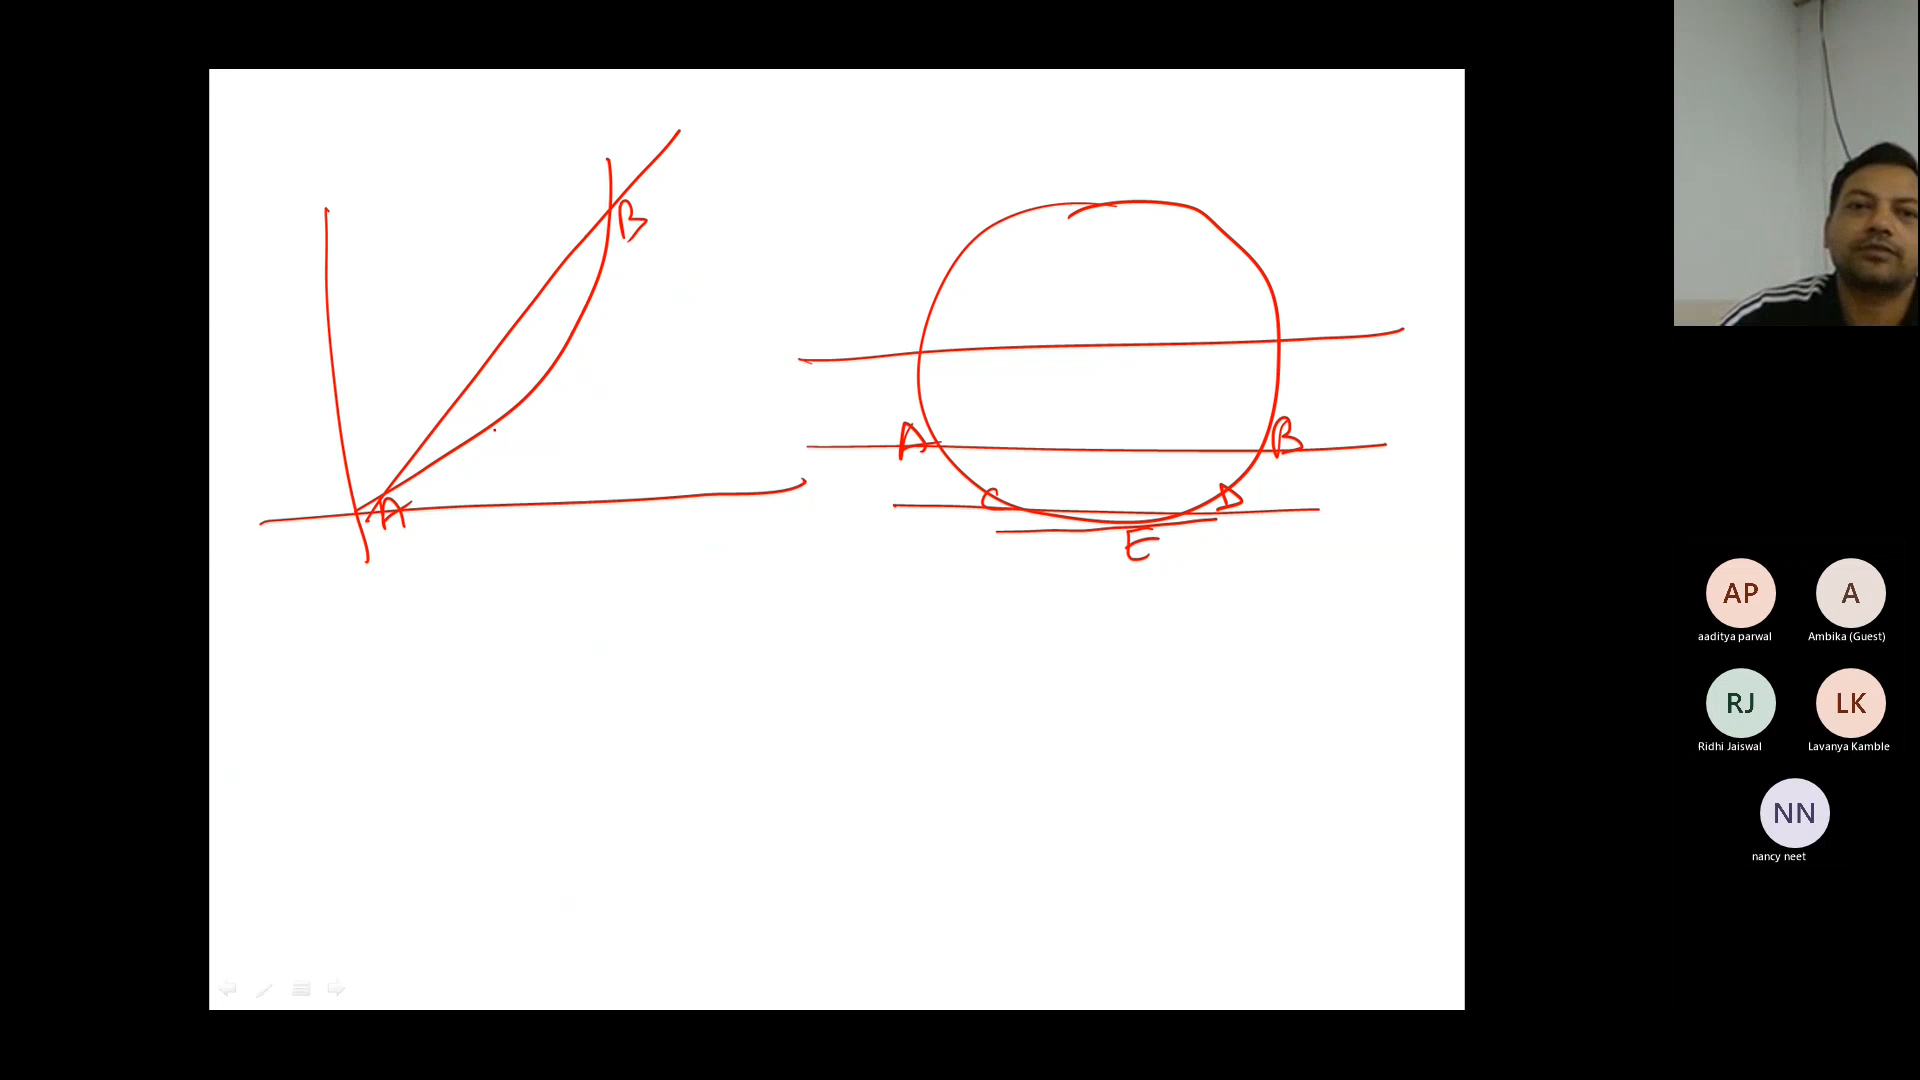 B
A
A
B
C
D
E
AP
A
aaditya parwal
Ambika (Guest)
RJ
LK
Ridhi Jaiswal
Lavanya Kamble
NN
nancy neet